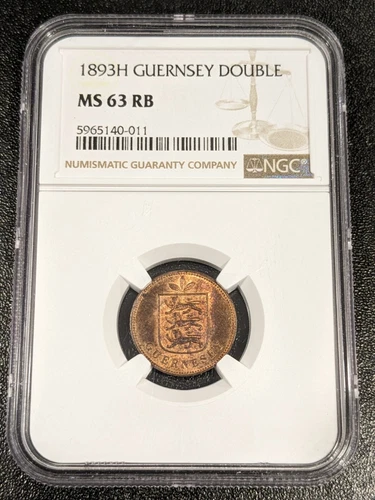 1893H GUERNSEY DOUBLE
MS 63 RB
5965140-011
NUMISMATIC GUARANTY COMPANY
NGC
GUERNESEY